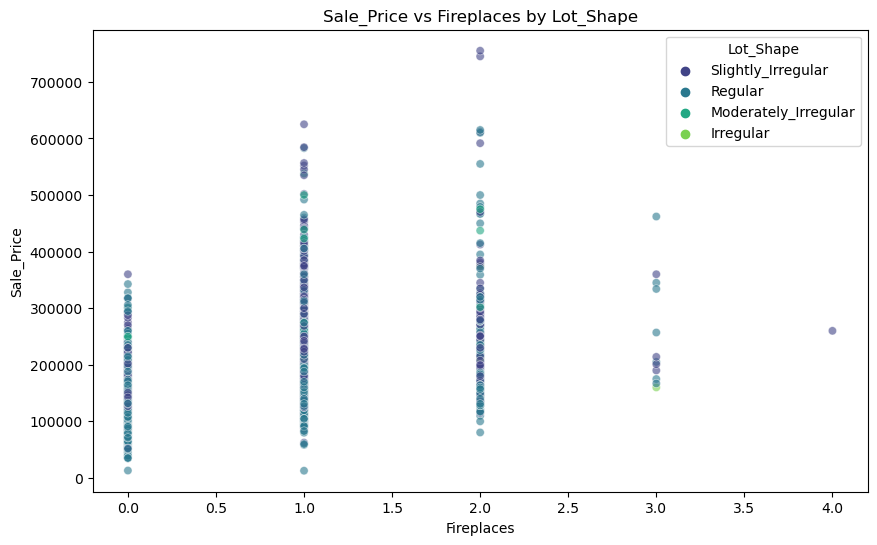 Sale_Price vs Fireplaces by Lot_Shape
Lot_Shape
Slightly_Irregular
Regular
Moderately_Irregular
Irregular
Sale_Price
700000
600000
500000
400000
300000
200000
100000
0
0.0 0.5 1.0 1.5 2.0 2.5 3.0 3.5 4.0
Fireplaces